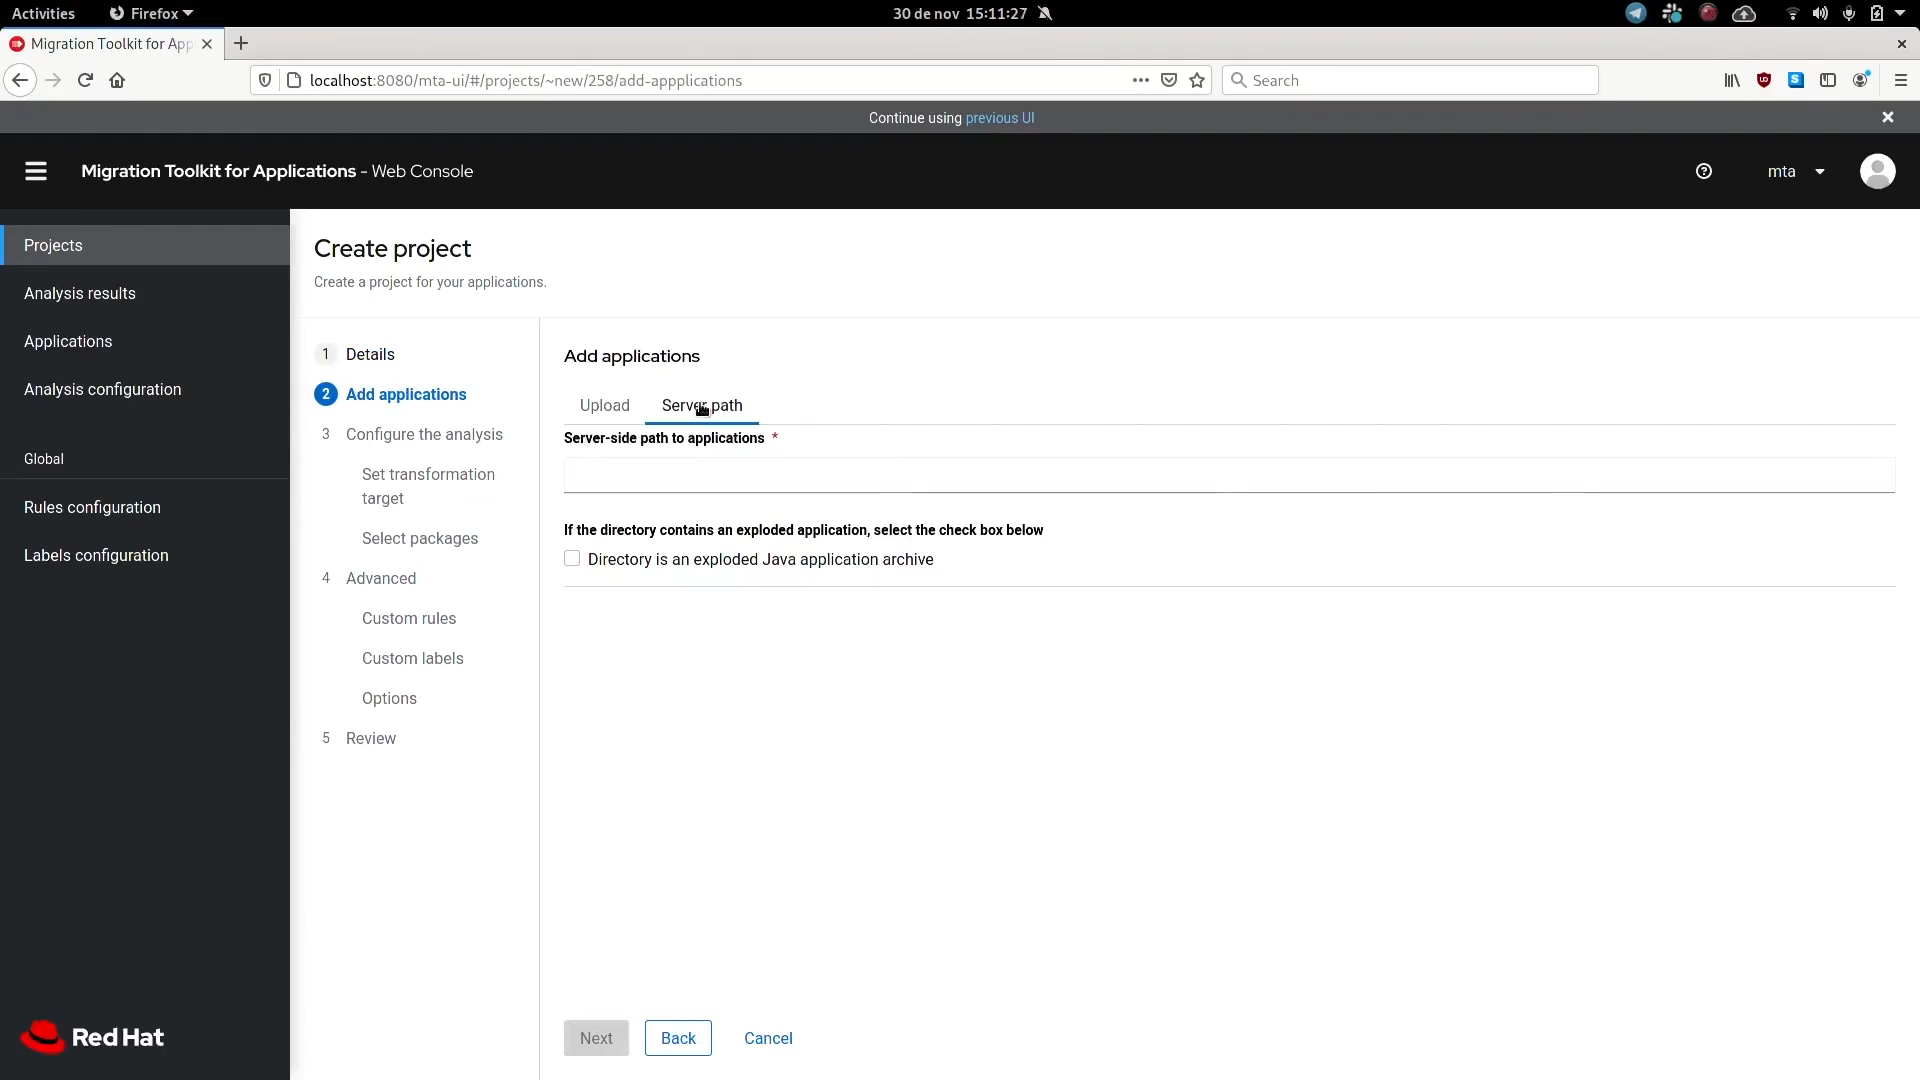 Activities
Firefox
30 de nov 15:11:27
Migration Toolkit for App
localhost:8080/mta-ui/#/projects/~new/258/add-appplications
Search
Continue using previous UI
Migration Toolkit for Applications - Web Console
mta
Projects
Analysis results
Applications
Analysis configuration
Global
Rules configuration
Labels configuration
Red Hat
Create project
Create a project for your applications.
1 Details
2 Add applications
3 Configure the analysis
Set transformation
target
Select packages
4 Advanced
Custom rules
Custom labels
Options
5 Review
Add applications
Upload
Server path
Server-side path to applications *
If the directory contains an exploded application, select the check box below
Directory is an exploded Java application archive
Next
Back
Cancel